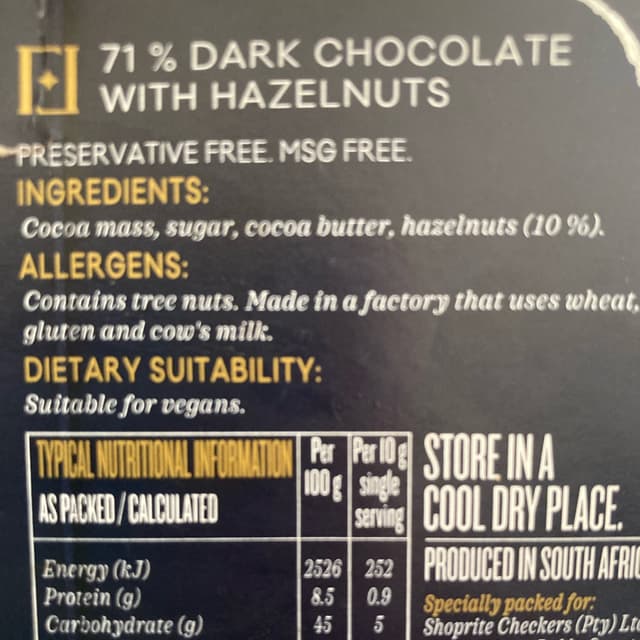 71 % DARK CHOCOLATE
WITH HAZELNUTS
PRESERVATIVE FREE. MSG FREE.
INGREDIENTS:
Cocoa mass, sugar, cocoa butter, hazelnuts (10 %).
ALLERGENS:
Contains tree nuts. Made in a factory that uses wheat,
gluten and cow's milk.
DIETARY SUITABILITY:
Suitable for vegans.
TYPICAL NUTRITIONAL INFORMATION
AS PACKED / CALCULATED
Per
100 g
Per 10 g
single
serving
Energy (kJ) 2526 252
Protein (g) 8.5 0.9
Carbohydrate (g) 45 5
STORE IN A
COOL DRY PLACE.
PRODUCED IN SOUTH AFRIC
Specially packed for:
Shoprite Checkers (Pty) Lt